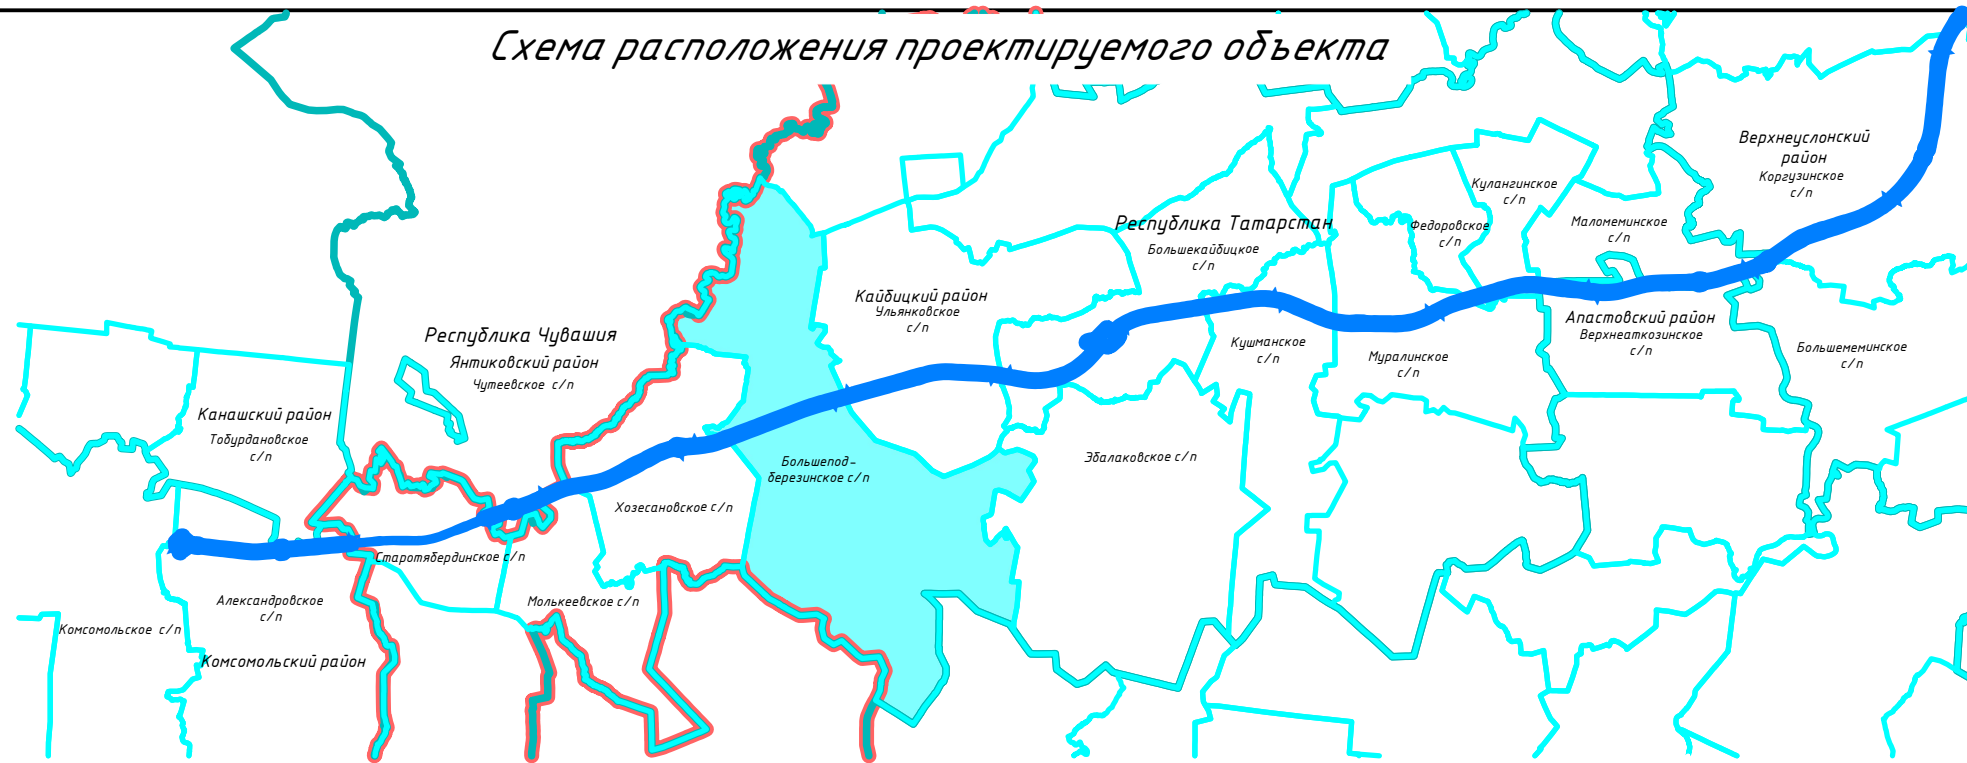 Схема расположения проектируемого объекта
Верхнеуслонский
район
Коргузинское
с/п
Кулангинское
с/п
Республика Татарстан
Федоровское
с/п
Маломеминское
с/п
Большекайбицкое
с/п
Кайбицкий район
Ульянковское
с/п
Апастовский район
Верхнеаткозинское
с/п
Республика Чувашия
Янтиковский район
Чутеевское с/п
Кушманское
с/п
Муралинское
с/п
Большемеминское
с/п
Канашский район
Тобурдановское
с/п
Большепод-
березинское с/п
Эбалаковское с/п
Хозесановское с/п
Старотябердинское с/п
Александровское
с/п
Молькеевское с/п
Комсомольское с/п
Комсомольский район